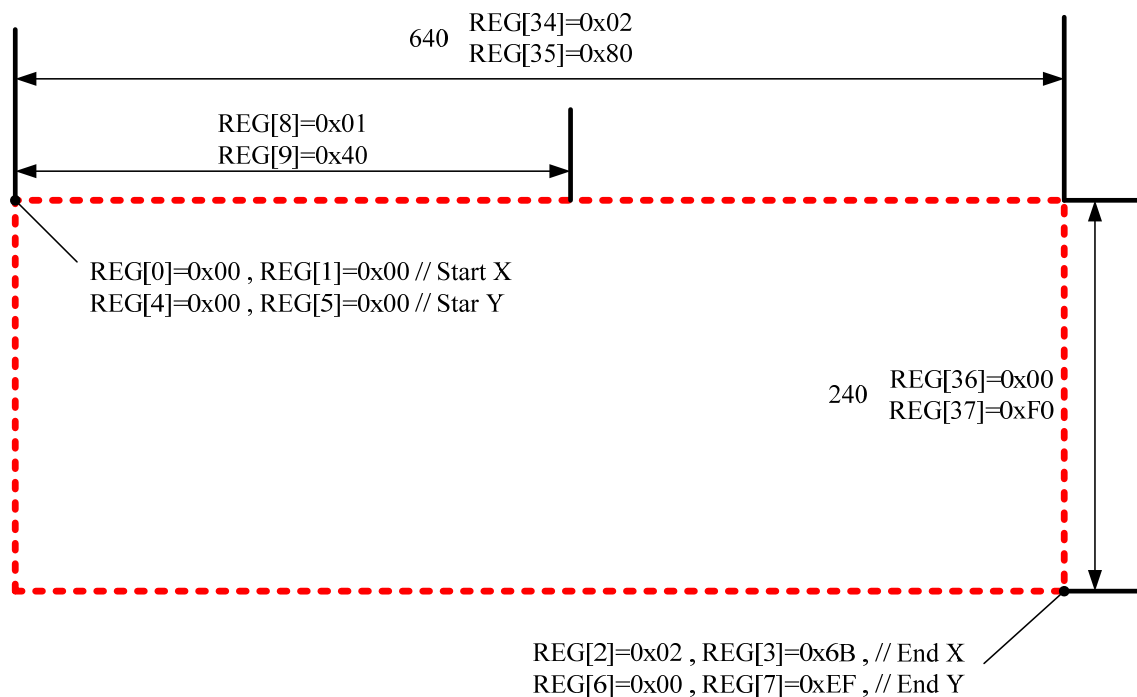 640
REG[34]=0x02
REG[35]=0x80
REG[8]=0x01
REG[9]=0x40
REG[0]=0x00 , REG[1]=0x00 // Start X
REG[4]=0x00 , REG[5]=0x00 // Star Y
240
REG[36]=0x00
REG[37]=0xF0
REG[2]=0x02 , REG[3]=0x6B , // End X
REG[6]=0x00 , REG[7]=0xEF , // End Y